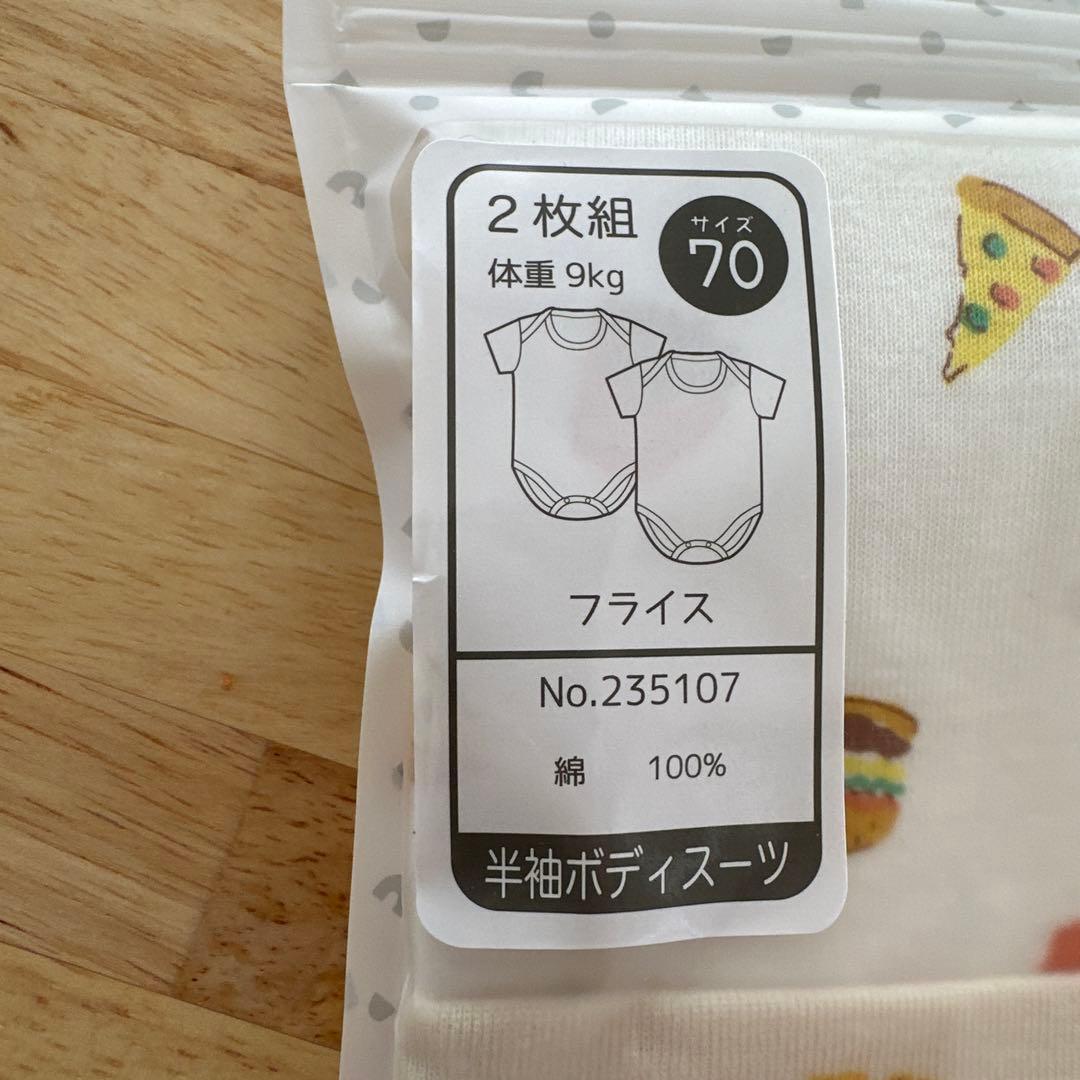 2枚組
サイズ
70
体重 9kg
フライス
No.235107
綿 100%
半袖ボディスーツ